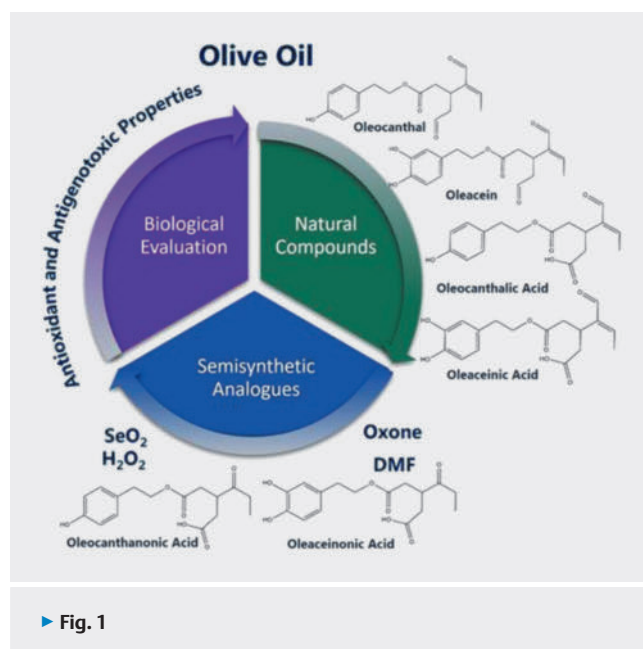 Olive Oil
Antioxidant and Antigenotoxic Properties
Biological
Evaluation
Natural
Compounds
Semisynthetic
Analogues
Oleocanthal
Oleacein
Oleocanthalic Acid
Oleaceinic Acid
SeO₂
H₂O₂
Oxone
DMF
Oleocanthanonic Acid
Oleaceinonic Acid
► Fig. 1